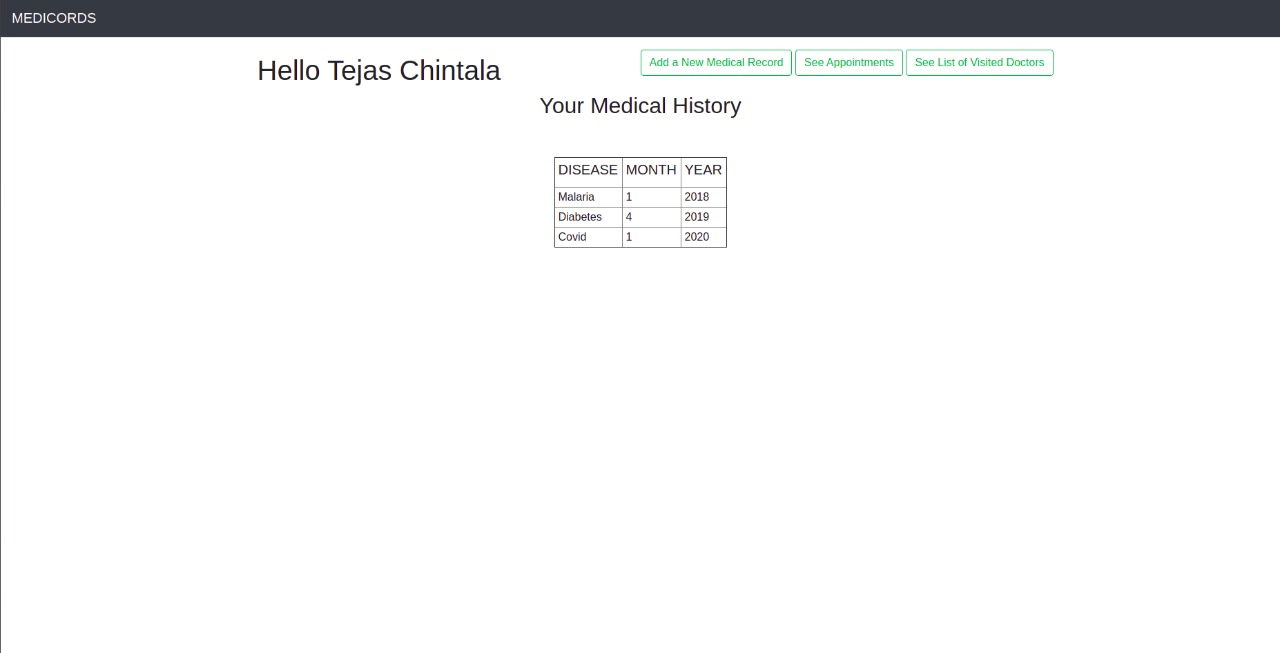 MEDICORDS
Hello Tejas Chintala
Add a New Medical Record See Appointments See List of Visited Doctors
Your Medical History
DISEASE MONTH YEAR
Malaria 1 2018
Diabetes 4 2019
Covid 1 2020